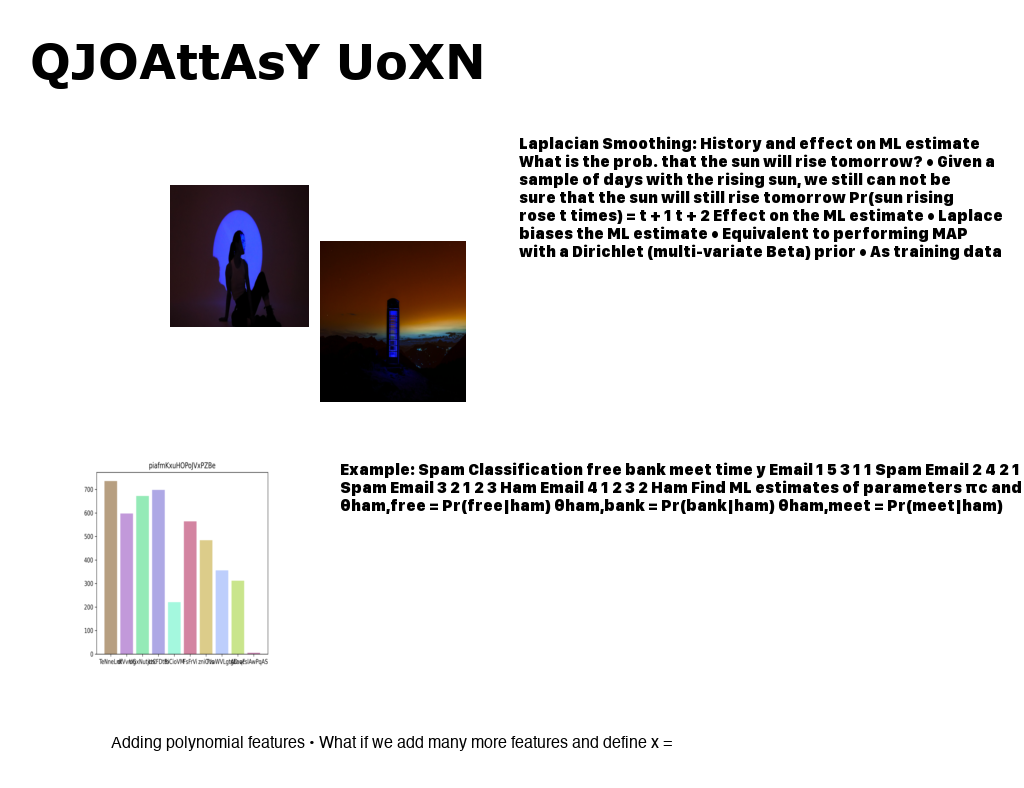 QJOAttAsY UoXN
Laplacian Smoothing: History and effect on ML estimate
What is the prob. that the sun will rise tomorrow? • Given a
sample of days with the rising sun, we still can not be
sure that the sun will still rise tomorrow Pr(sun rising
rose t times) = t + 1 t + 2 Effect on the ML estimate • Laplace
biases the ML estimate • Equivalent to performing MAP
with a Dirichlet (multi-variate Beta) prior • As training data
piafmKxuHOPoJVxPZBe
700
600
500
400
300
200
100
0
Example: Spam Classification free bank meet time y Email 1 5 3 1 1 Spam Email 2 4 2 1
Spam Email 3 2 1 2 3 Ham Email 4 1 2 3 2 Ham Find ML estimates of parameters πc and
θham,free = Pr(free|ham) θham,bank = Pr(bank|ham) θham,meet = Pr(meet|ham)
Adding polynomial features • What if we add many more features and define x =